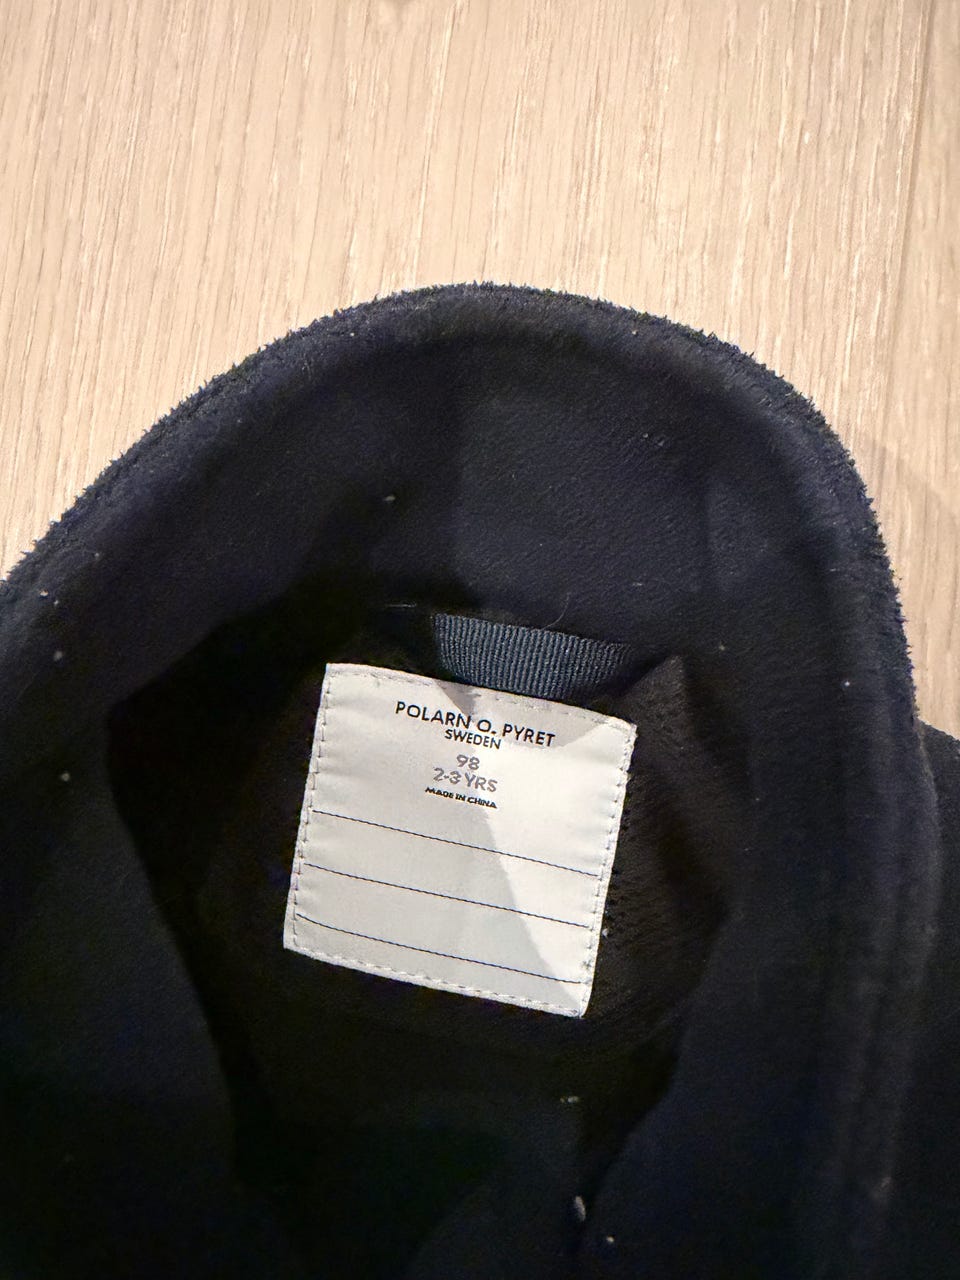 POLARN O. PYRET
SWEDEN
98
2-3 YRS
MADE IN CHINA